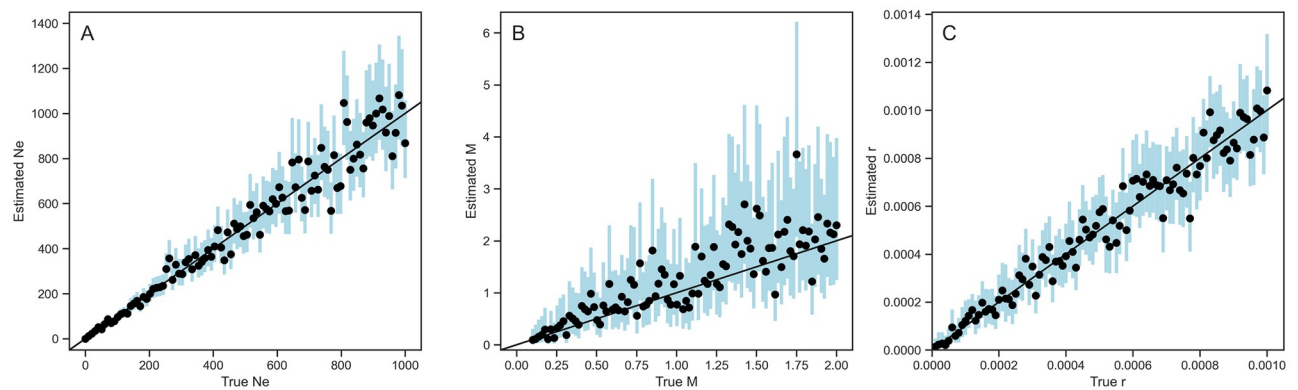 A
Estimated Ne
1400
1200
1000
800
600
400
200
0
0 200 400 600 800 1000
True Ne
B
Estimated M
6
5
4
3
2
1
0
0.00 0.25 0.50 0.75 1.00 1.25 1.50 1.75 2.00
True M
C
Estimated r
0.0014
0.0012
0.0010
0.0008
0.0006
0.0004
0.0002
0.0000
0.0000 0.0002 0.0004 0.0006 0.0008 0.0010
True r